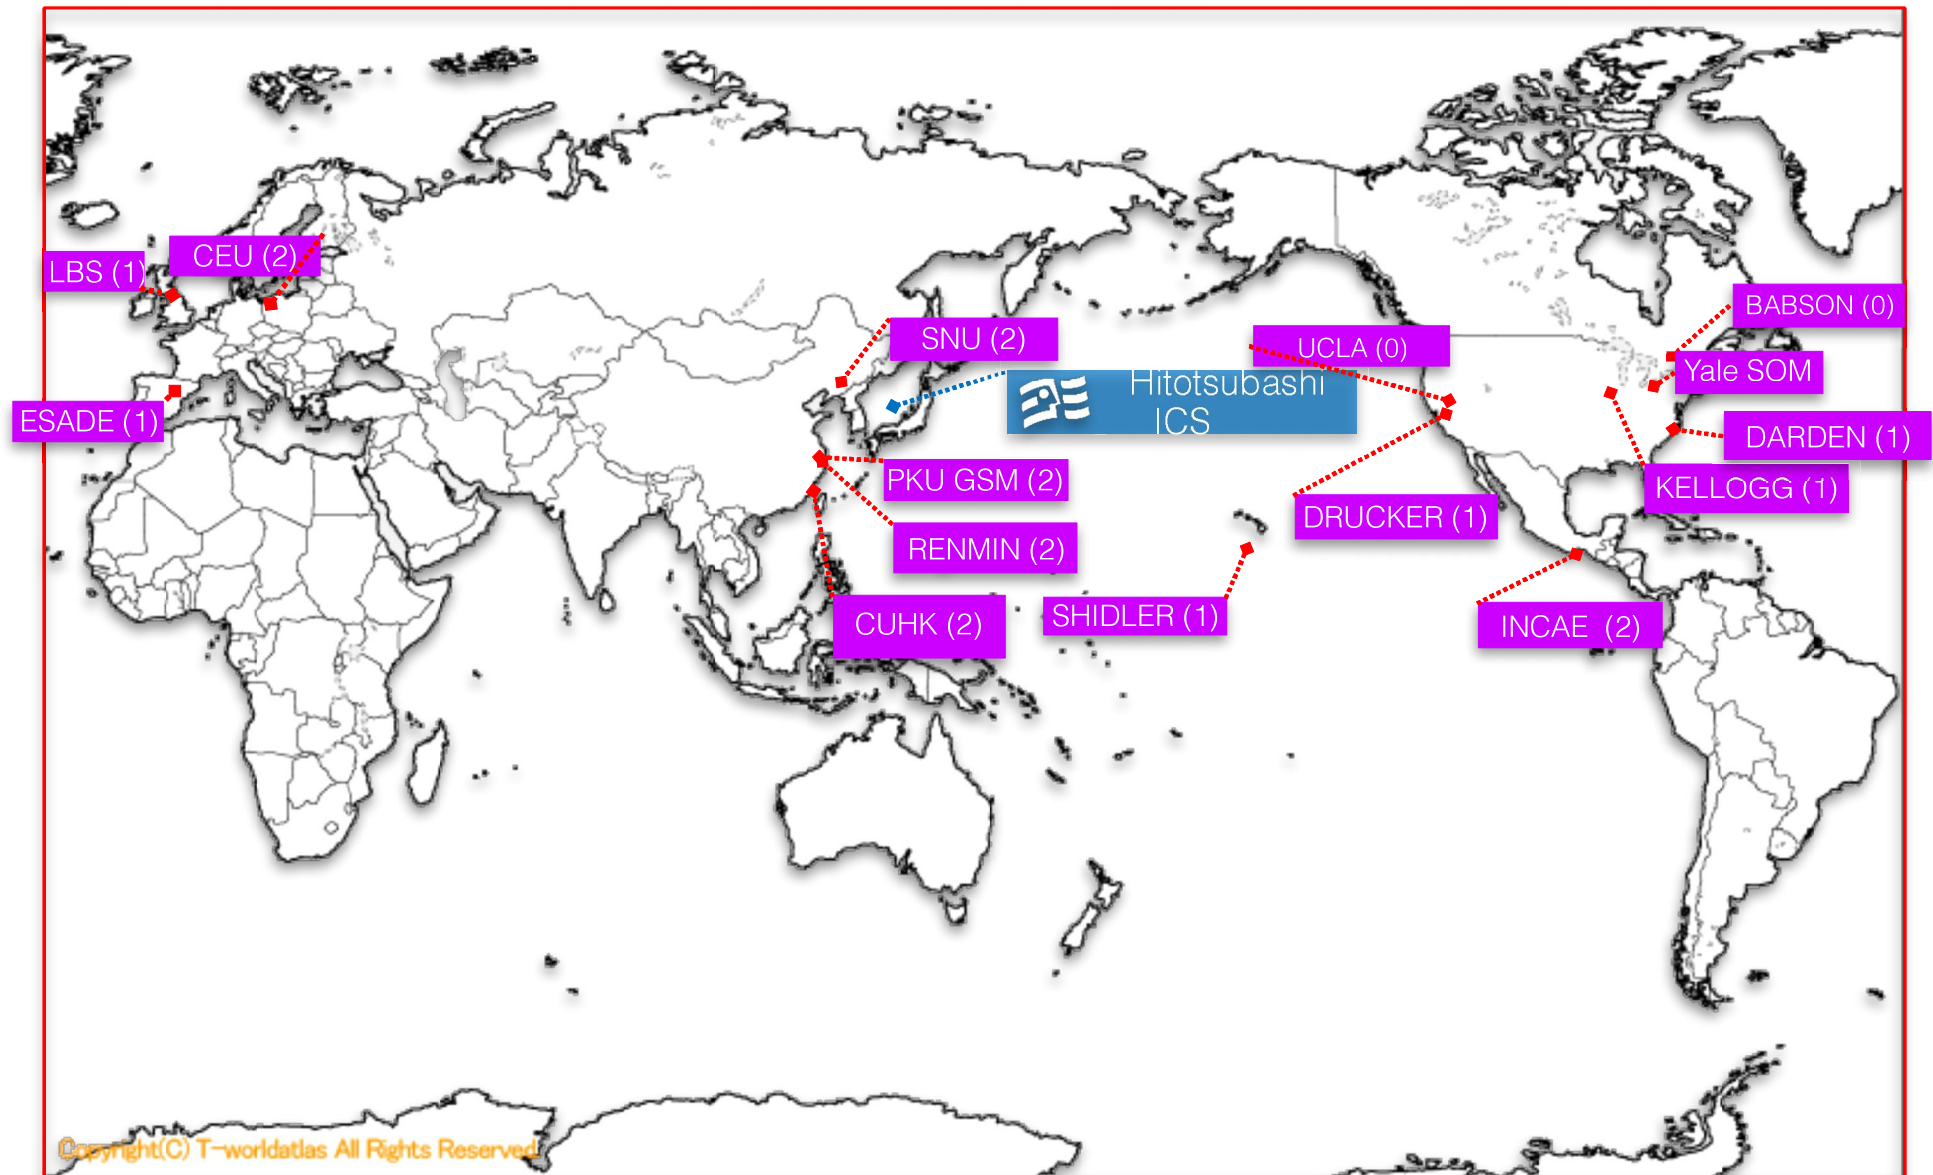 CEU (2)
LBS (1)
BABSON (0)
SNU (2)
UCLA (0)
Yale SOM
Hitotsubashi
ICS
ESADE (1)
DARDEN (1)
PKU GSM (2)
KELLOGG (1)
DRUCKER (1)
RENMIN (2)
SHIDLER (1)
CUHK (2)
INCAE (2)
Copyright(C) T-worldatlas All Rights Reserved